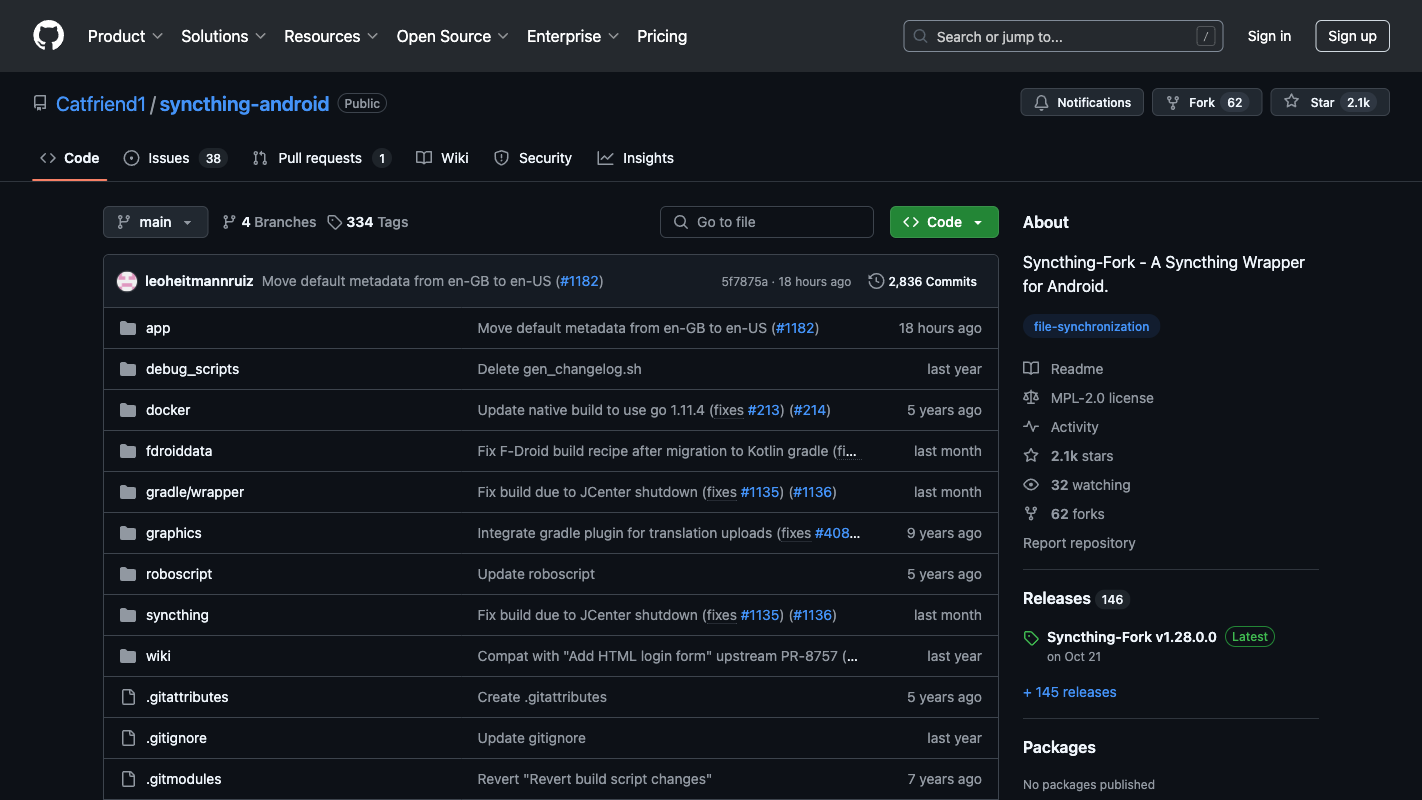 Product Solutions Resources Open Source Enterprise Pricing Search or jump to... / Sign in Sign up
Catfriend1 / syncthing-android Public Notifications Fork 62 Star 2.1k
Code Issues 38 Pull requests 1 Wiki Security Insights
main 4 Branches 334 Tags Go to file Code
leoheitmannruiz Move default metadata from en-GB to en-US (#1182) 5f7875a · 18 hours ago 2,836 Commits
app Move default metadata from en-GB to en-US (#1182) 18 hours ago
debug_scripts Delete gen_changelog.sh last year
docker Update native build to use go 1.11.4 (fixes #213) (#214) 5 years ago
fdroiddata Fix F-Droid build recipe after migration to Kotlin gradle (fi... last month
gradle/wrapper Fix build due to JCenter shutdown (fixes #1135) (#1136) last month
graphics Integrate gradle plugin for translation uploads (fixes #408... 9 years ago
roboscript Update roboscript 5 years ago
syncthing Fix build due to JCenter shutdown (fixes #1135) (#1136) last month
wiki Compat with "Add HTML login form" upstream PR-8757 (... last year
.gitattributes Create .gitattributes 5 years ago
.gitignore Update gitignore last year
.gitmodules Revert "Revert build script changes" 7 years ago
About
Syncthing-Fork - A Syncthing Wrapper
for Android.
file-synchronization
Readme
MPL-2.0 license
Activity
2.1k stars
32 watching
62 forks
Report repository
Releases 146
Syncthing-Fork v1.28.0.0 Latest
on Oct 21
+ 145 releases
Packages
No packages published